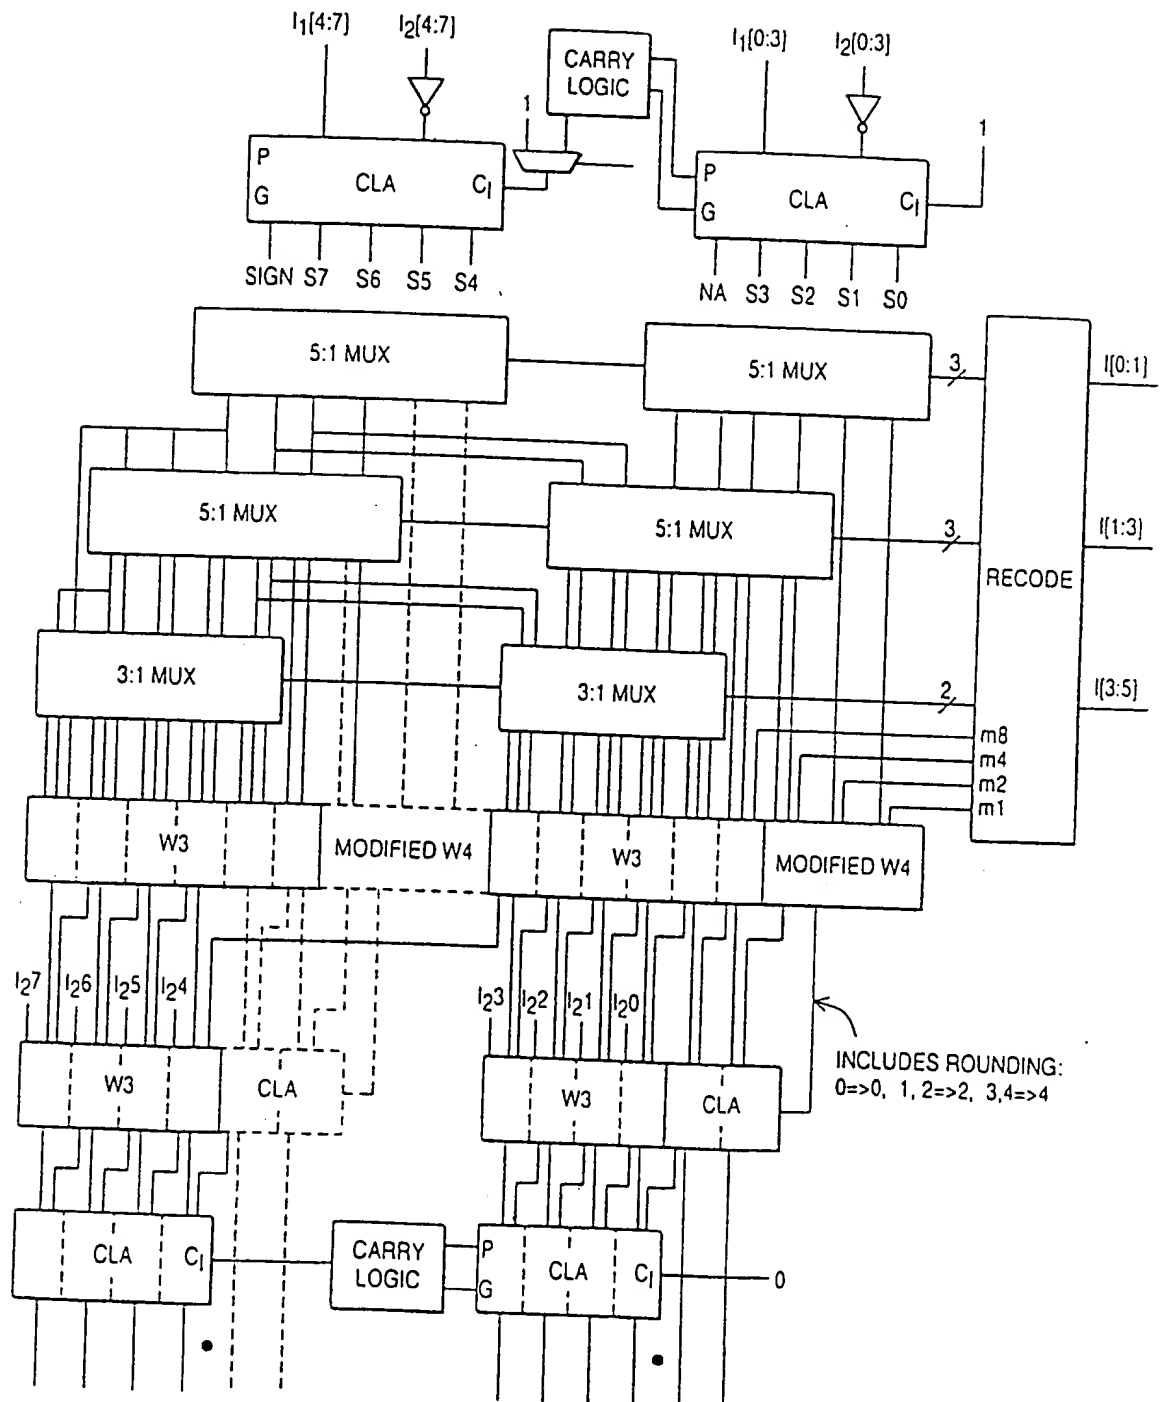 I1[4:7]
I2[4:7]
CARRY
LOGIC
I1[0:3]
I2[0:3]
1
1
P
G
CLA
CI
P
G
CLA
CI
SIGN S7 S6 S5 S4
NA S3 S2 S1 S0
5:1 MUX
5:1 MUX
3
I[0:1]
5:1 MUX
5:1 MUX
3
I[1:3]
RECODE
3:1 MUX
3:1 MUX
2
I[3:5]
m8
m4
m2
m1
W3
MODIFIED W4
W3
MODIFIED W4
I27 I26 I25 I24
I23 I22 I21 I20
INCLUDES ROUNDING:
0=>0, 1, 2=>2, 3,4=>4
W3
CLA
W3
CLA
CLA
CI
CARRY
LOGIC
P
G
CLA
CI
0